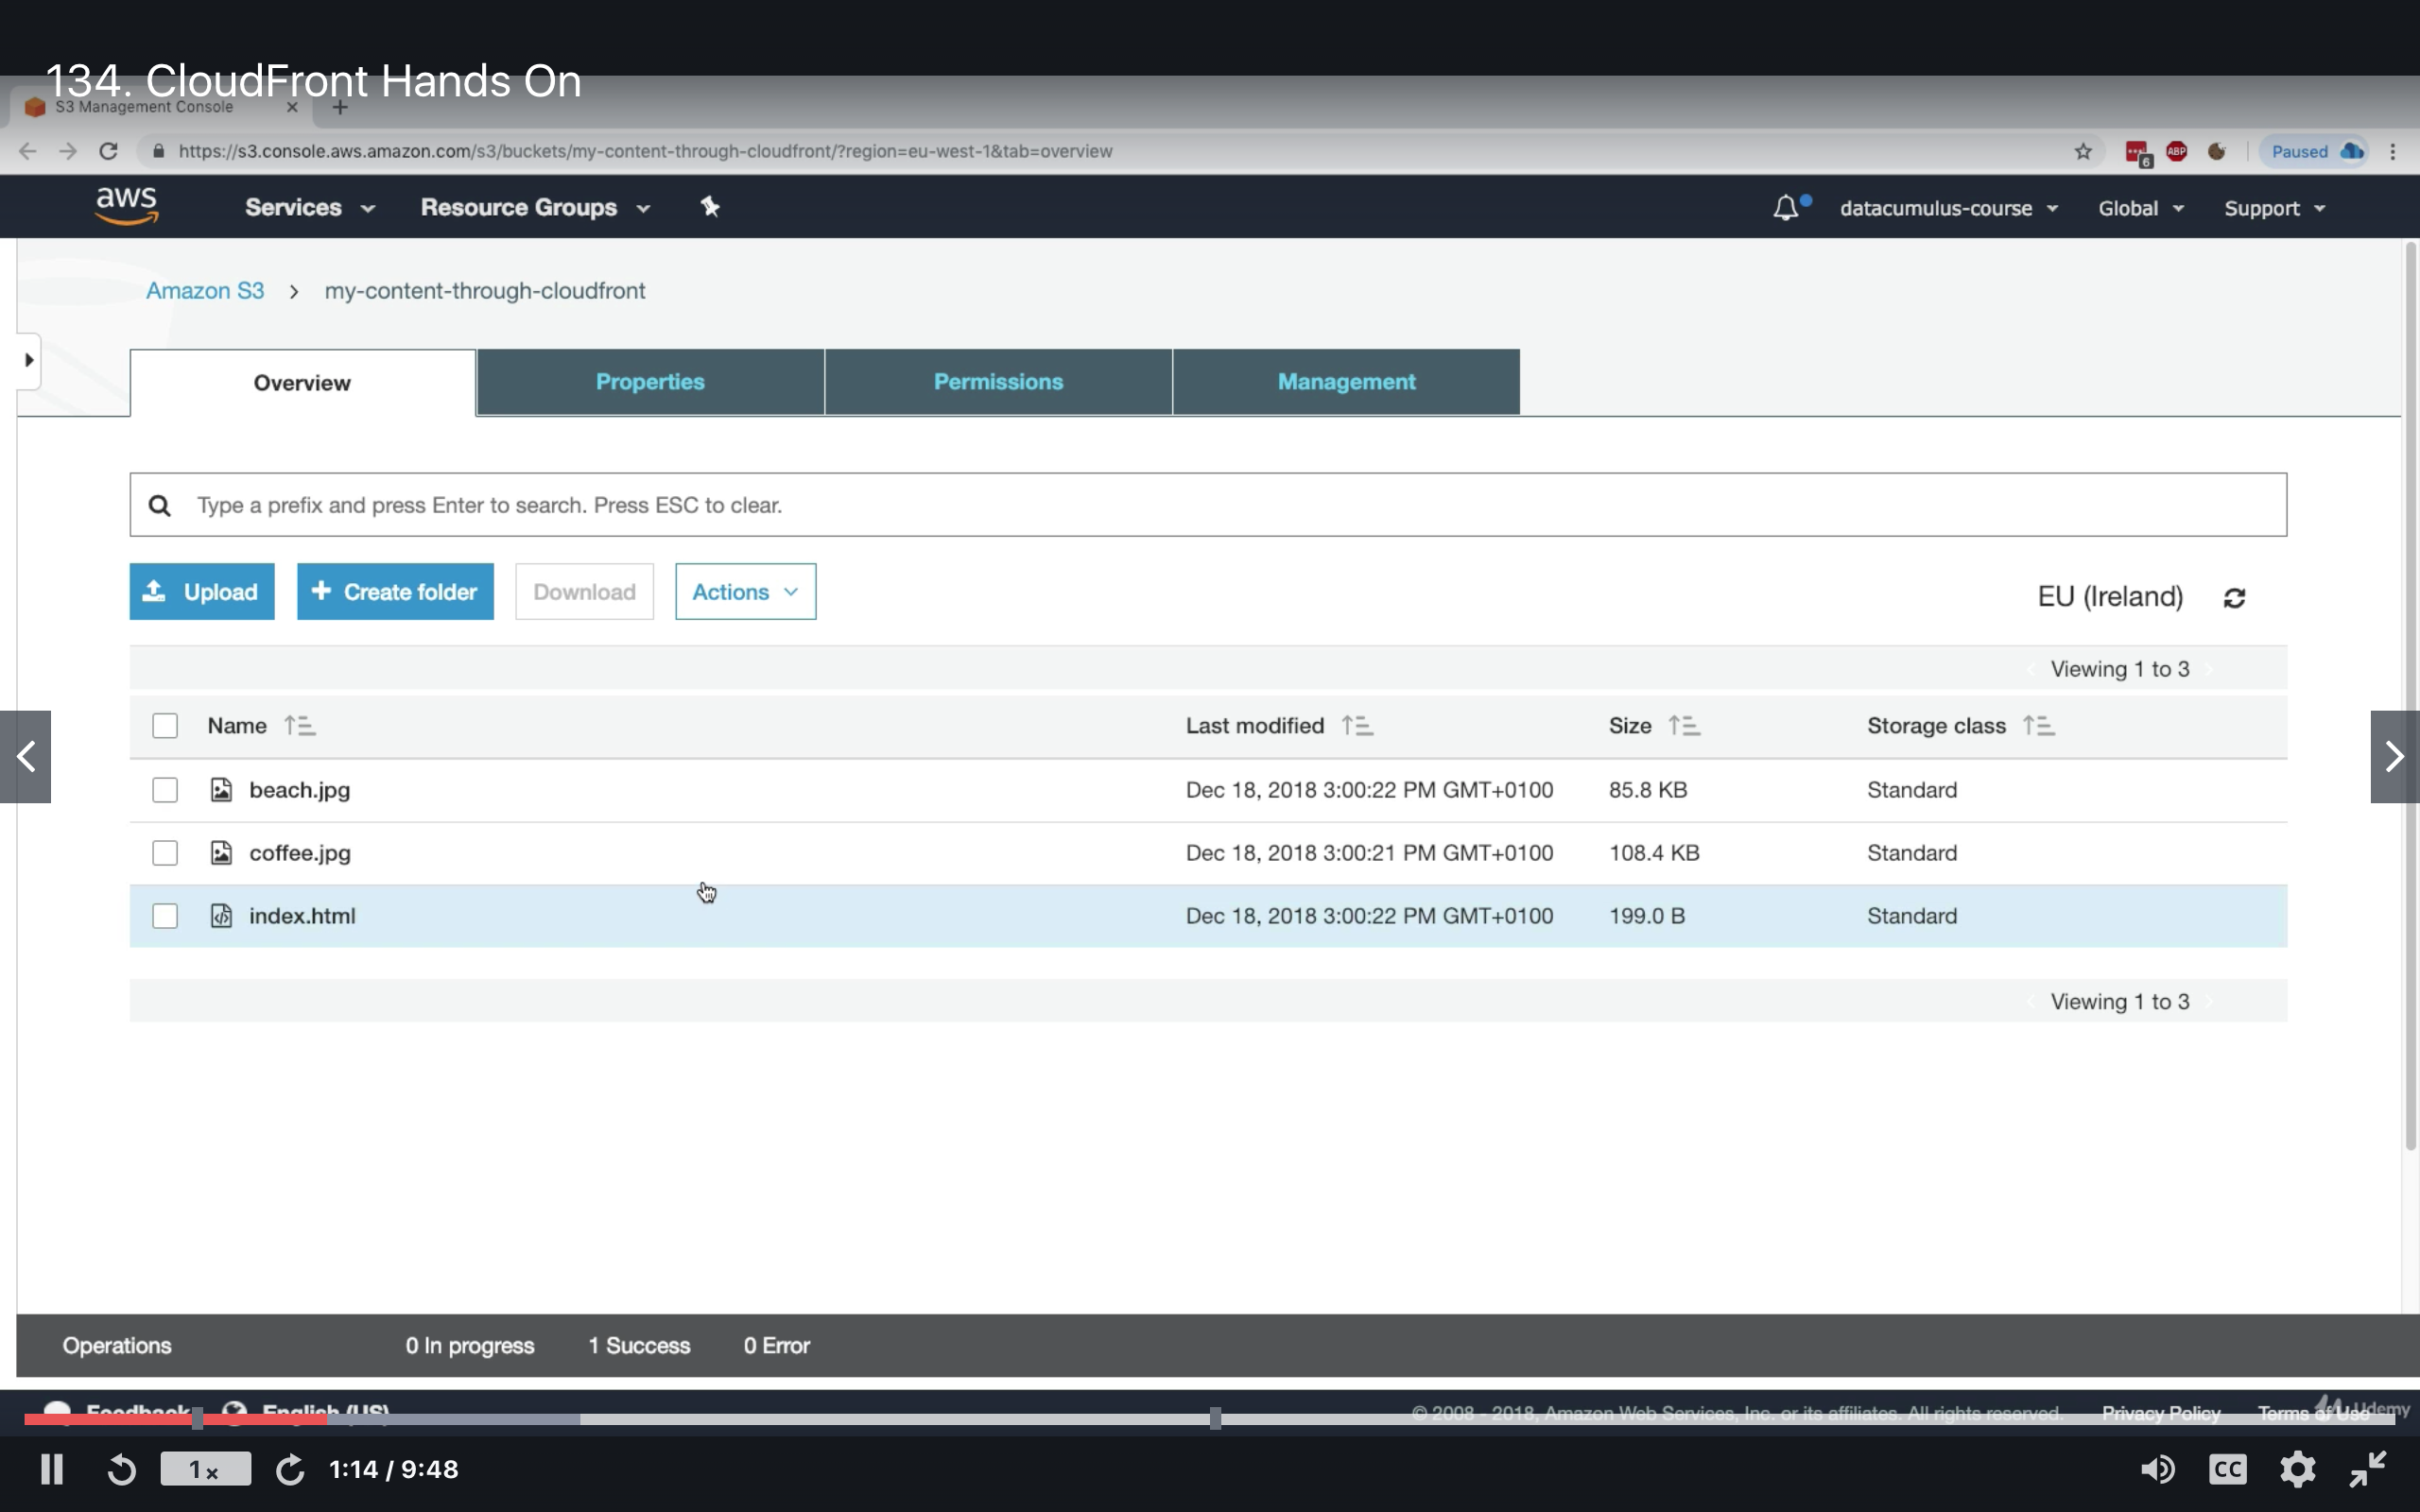 134. CloudFront Hands On
S3 Management Console
https://s3.console.aws.amazon.com/s3/buckets/my-content-through-cloudfront/?region=eu-west-1&tab=overview
6
ABP
Paused
aws
Services
Resource Groups
datacumulus-course
Global
Support
Amazon S3 > my-content-through-cloudfront
Overview
Properties
Permissions
Management
Type a prefix and press Enter to search. Press ESC to clear.
Upload
+ Create folder
Download
Actions
EU (Ireland)
Viewing 1 to 3
Name
Last modified
Size
Storage class
beach.jpg
Dec 18, 2018 3:00:22 PM GMT+0100
85.8 KB
Standard
coffee.jpg
Dec 18, 2018 3:00:21 PM GMT+0100
108.4 KB
Standard
index.html
Dec 18, 2018 3:00:22 PM GMT+0100
199.0 B
Standard
Viewing 1 to 3
Operations
0 In progress
1 Success
0 Error
Feedback
English (US)
© 2008 - 2018, Amazon Web Services, Inc. or its affiliates. All rights reserved.
Privacy Policy
Terms of Use
Udemy
1x
1:14 / 9:48
CC